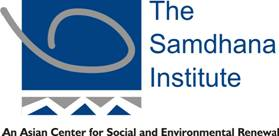 The
Samdhana
Institute
An Asian Center for Social and Environmental Renewal